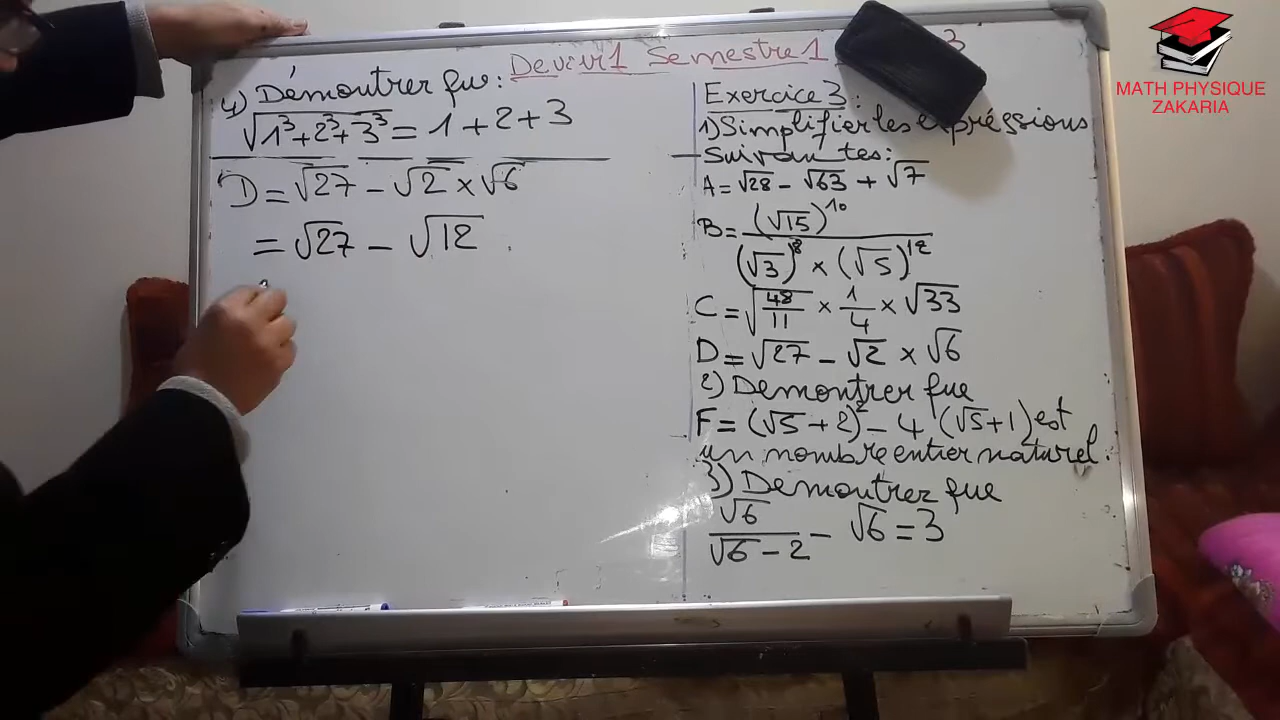 Devoir1 Semestre1 3
4) Démontrer que:
√1³+2³+3³ = 1+2+3
D = √27 - √2 × √6
= √27 - √12
Exercice3:
1) Simplifier les expréssions
Suivantes:
A = √28 - √63 + √7
B = (√15)¹⁰ / (√3)⁸ × (√5)¹²
C = √48/11 × 1/4 × √33
D = √27 - √2 × √6
2) Demontrer que
F = (√5+2)² - 4 (√5+1) est
un nombre entier naturel.
3) Demontrer que
√6 / √6-2 - √6 = 3
MATH PHYSIQUE
ZAKARIA